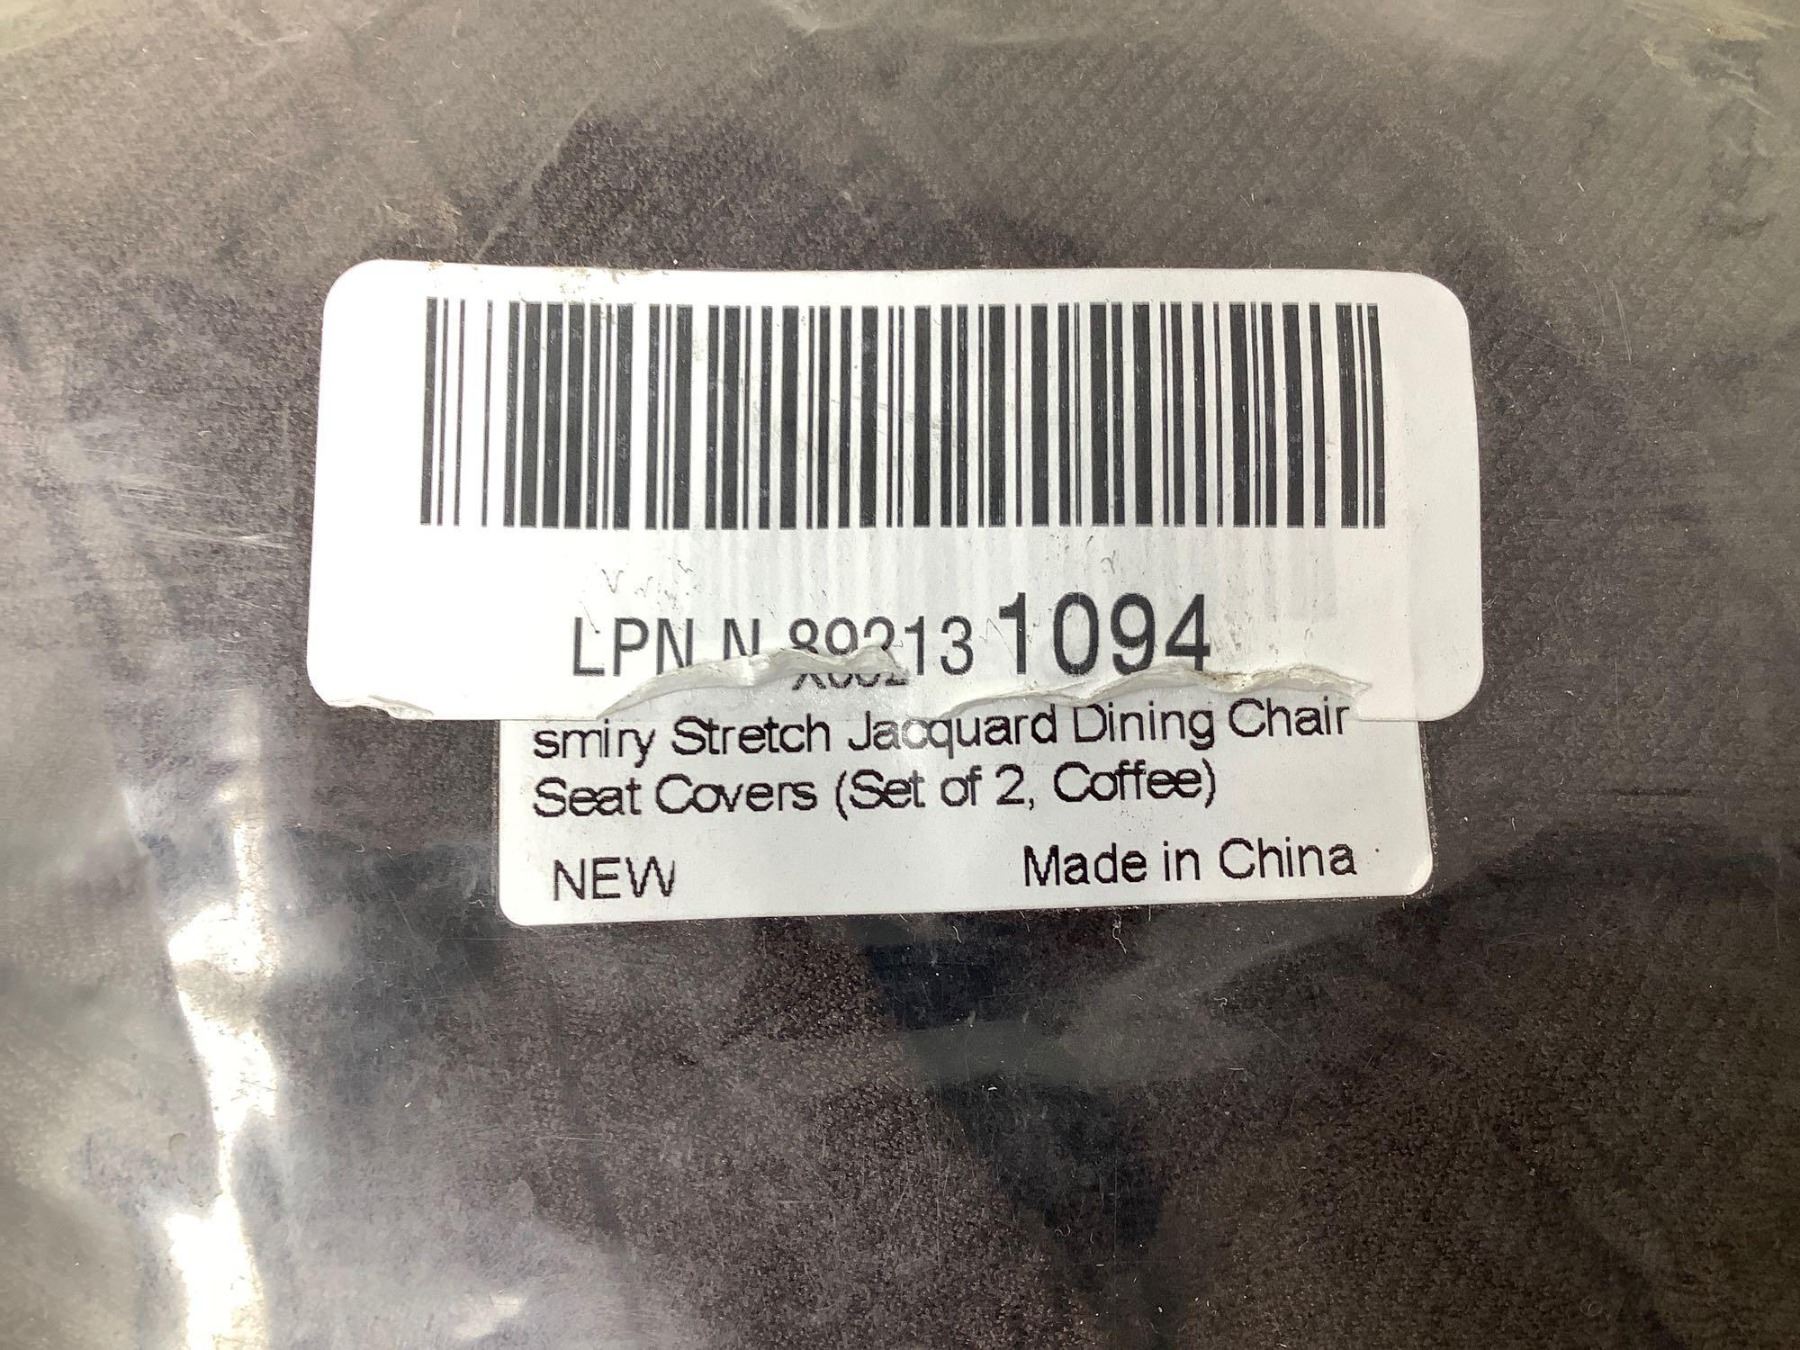 LPN N 89213 1094
smiry Stretch Jacquard Dining Chair
Seat Covers (Set of 2, Coffee)
NEW Made in China